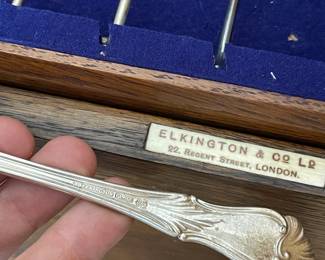 ELKINGTON & CO LD
22, REGENT STREET, LONDON.